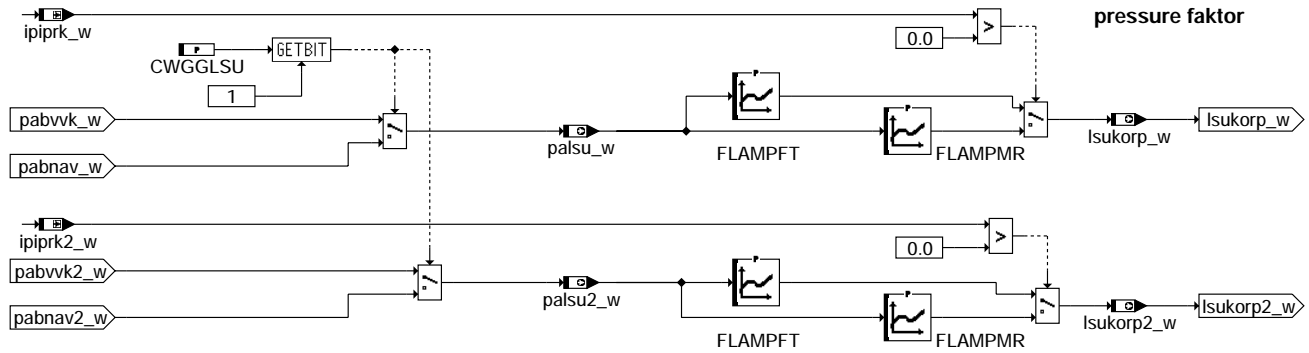 pressure faktor
ipiprk_w
0.0
>
P
CWGGLSU
GETBIT
1
P
pabvvk_w
pabnav_w
palsu_w
FLAMPFT
P
FLAMPMR
lsukorp_w
lsukorp_w
ipiprk2_w
0.0
>
pabvvk2_w
pabnav2_w
palsu2_w
P
FLAMPFT
P
FLAMPMR
lsukorp2_w
lsukorp2_w